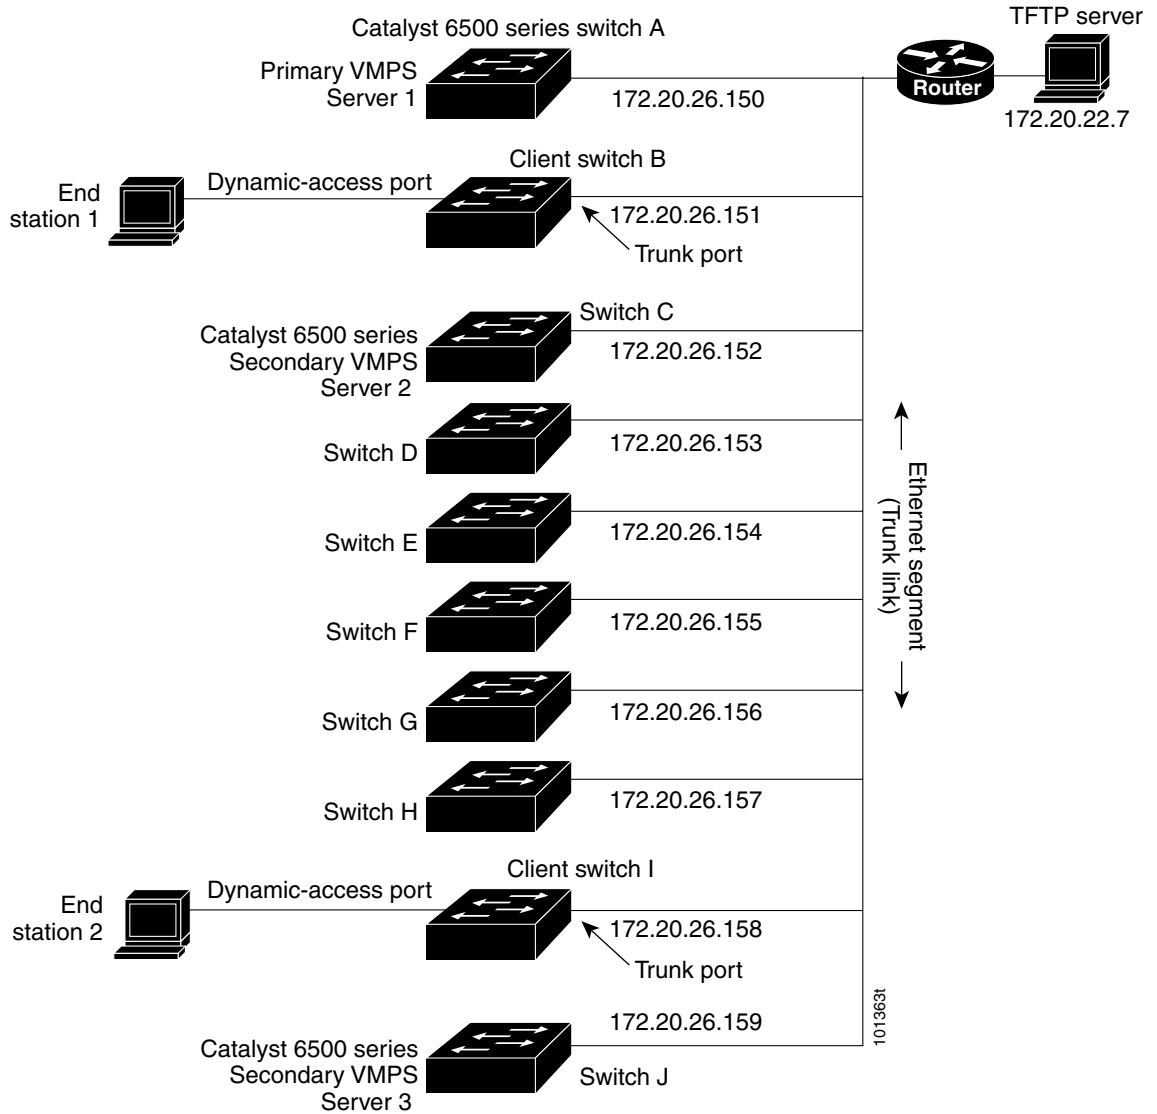 TFTP server
Catalyst 6500 series switch A
Primary VMPS
Server 1
Router
172.20.26.150
172.20.22.7
Client switch B
Dynamic-access port
End
station 1
172.20.26.151
Trunk port
Switch C
Catalyst 6500 series
Secondary VMPS
Server 2
172.20.26.152
Switch D
172.20.26.153
Ethernet segment
(Trunk link)
Switch E
172.20.26.154
Switch F
172.20.26.155
Switch G
172.20.26.156
Switch H
172.20.26.157
Client switch I
Dynamic-access port
End
station 2
172.20.26.158
Trunk port
101363t
172.20.26.159
Catalyst 6500 series
Secondary VMPS
Server 3
Switch J